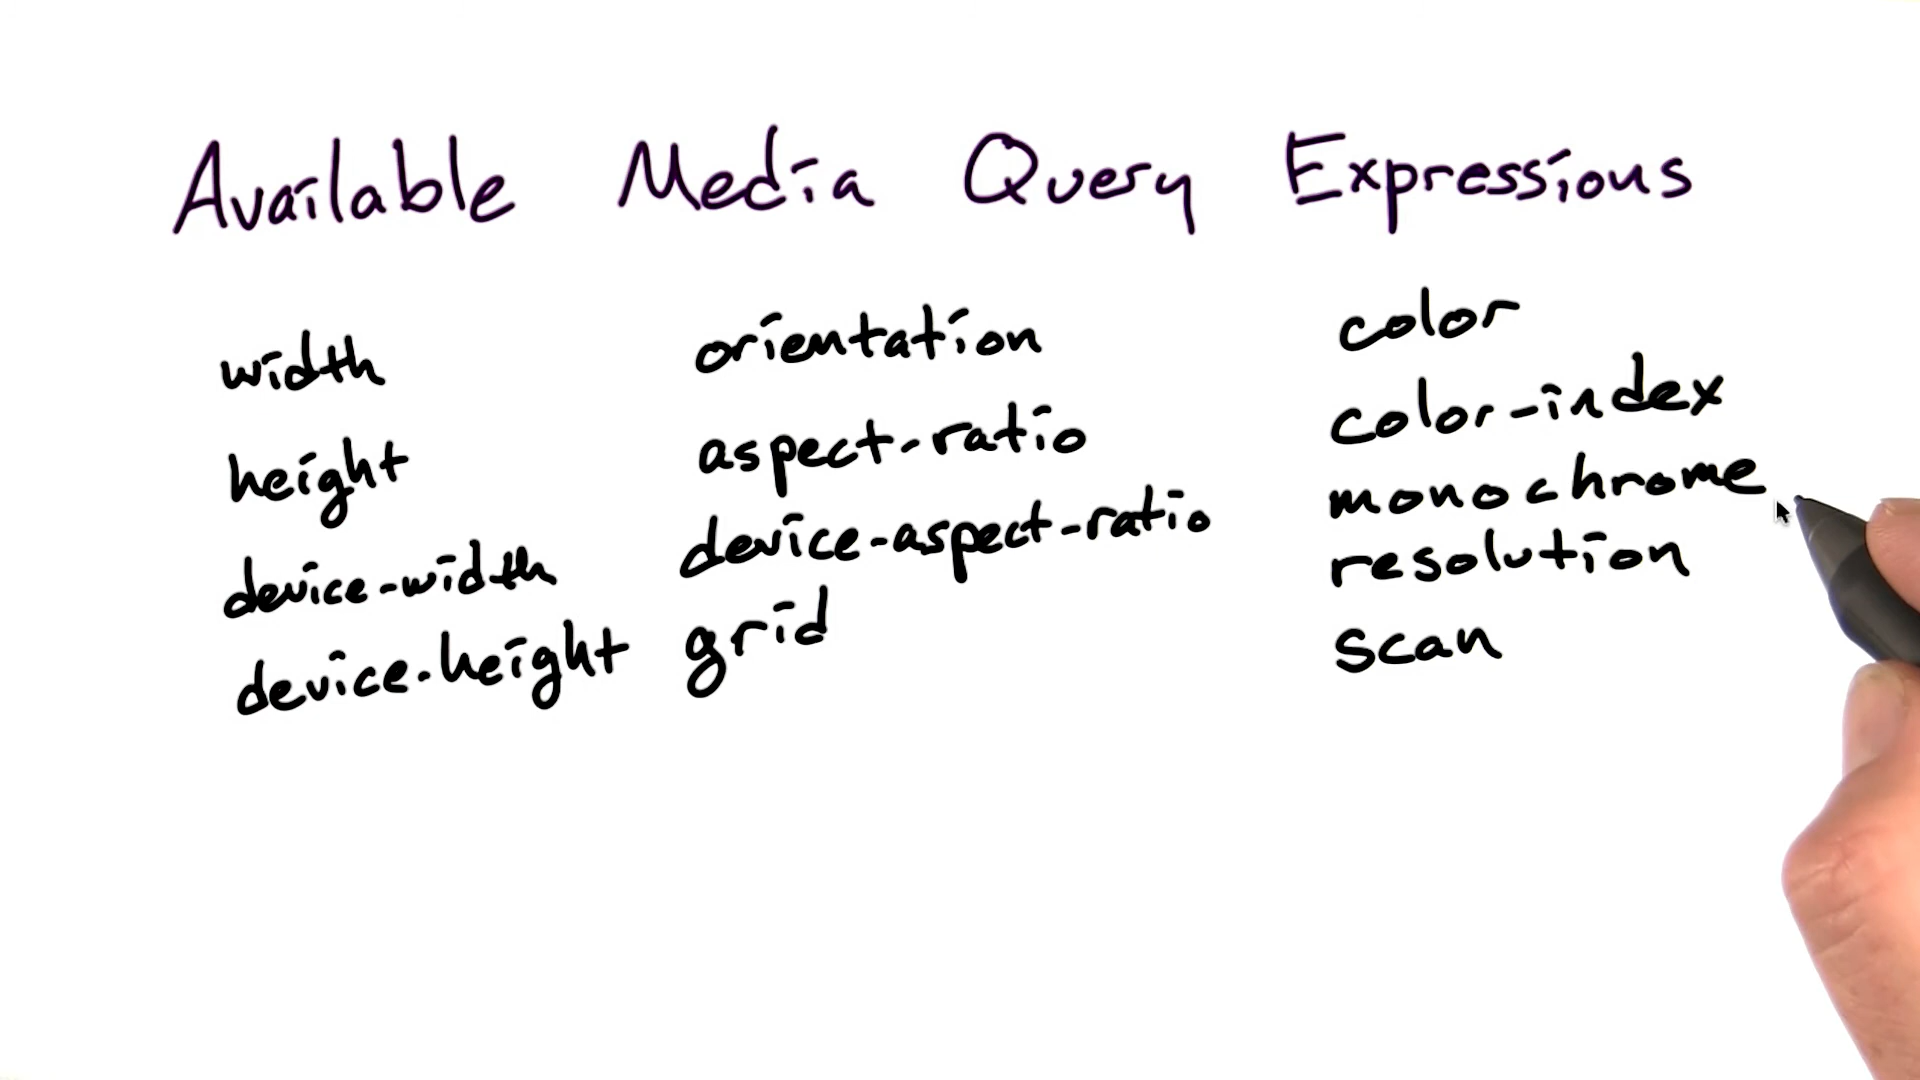 Available Media Query Expressions
width
height
device-width
device-height
orientation
aspect-ratio
device-aspect-ratio
grid
color
color-index
monochrome
resolution
scan